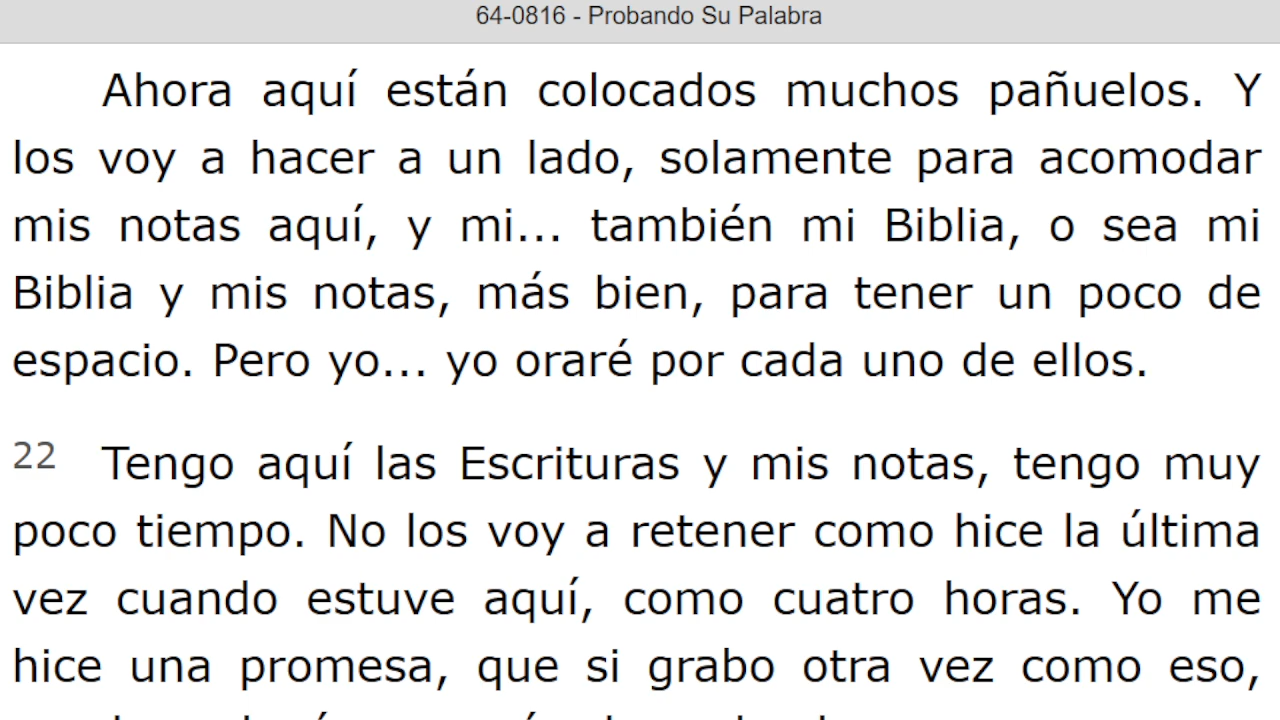 64-0816 - Probando Su Palabra
Ahora aquí están colocados muchos pañuelos. Y
los voy a hacer a un lado, solamente para acomodar
mis notas aquí, y mi... también mi Biblia, o sea mi
Biblia y mis notas, más bien, para tener un poco de
espacio. Pero yo... yo oraré por cada uno de ellos.
22 Tengo aquí las Escrituras y mis notas, tengo muy
poco tiempo. No los voy a retener como hice la última
vez cuando estuve aquí, como cuatro horas. Yo me
hice una promesa, que si grabo otra vez como eso,